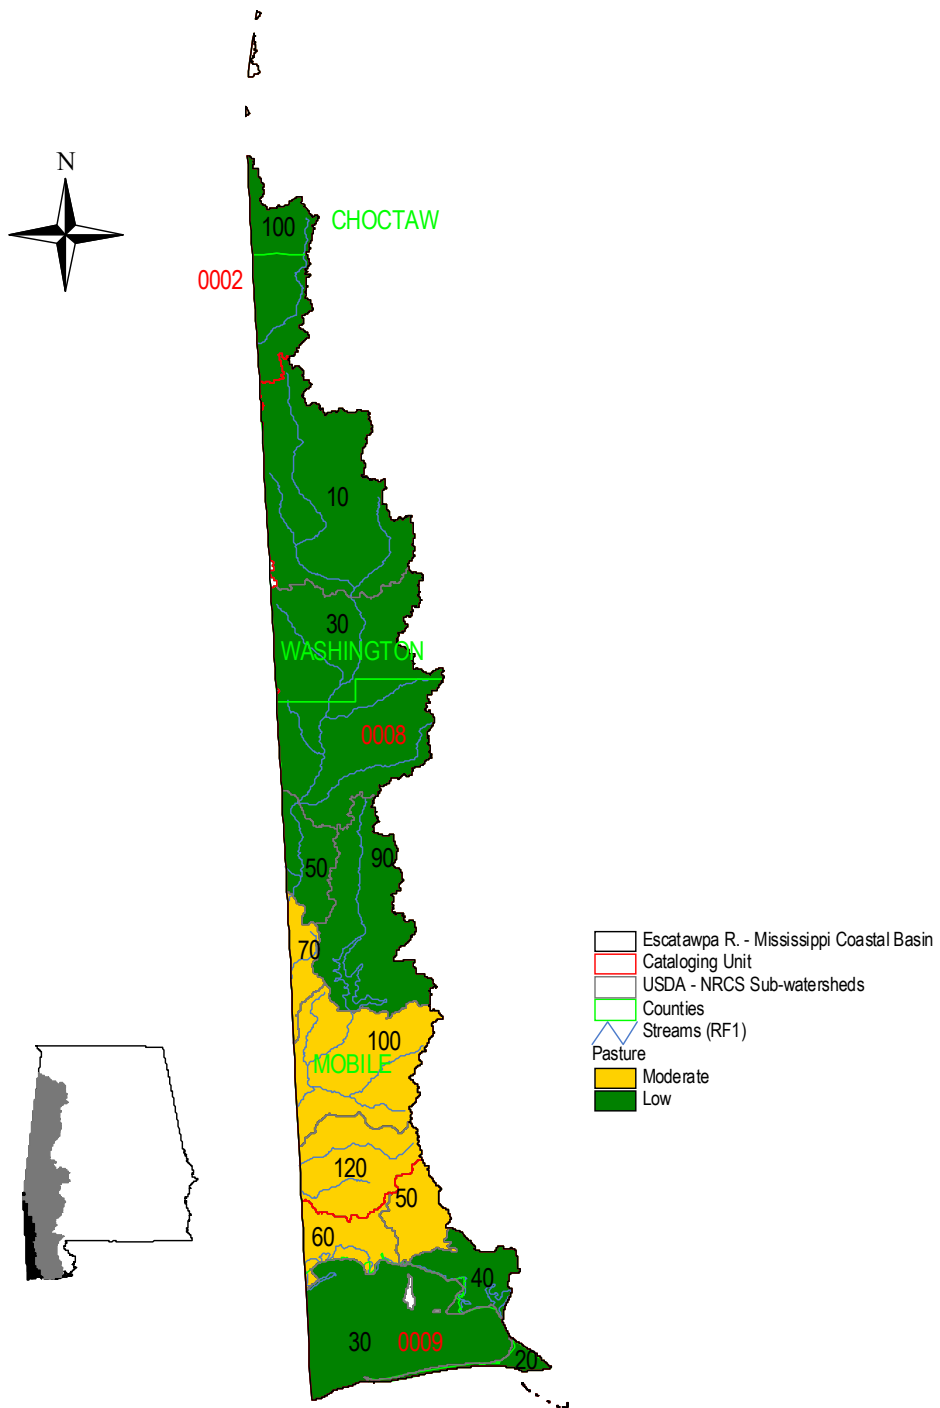 N
100
CHOCTAW
0002
10
30
WASHINGTON
0008
50
90
70
100
MOBILE
120
50
60
40
30
0009
20
Escatawpa R. - Mississippi Coastal Basin
Cataloging Unit
USDA - NRCS Sub-watersheds
Counties
Streams (RF1)
Pasture
Moderate
Low